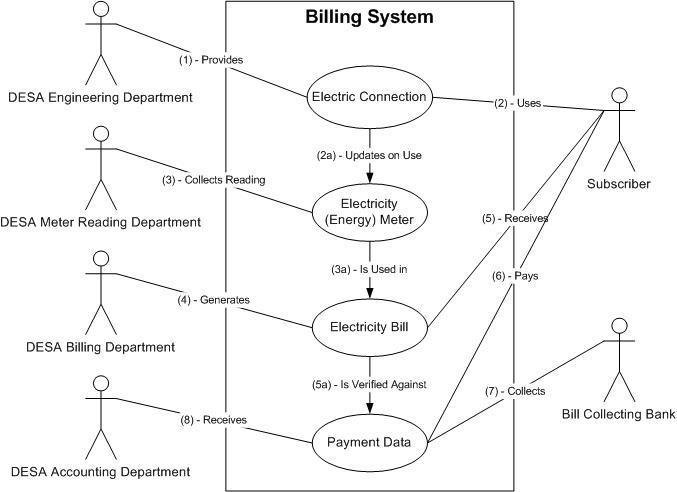 Billing System
(1) - Provides
DESA Engineering Department
Electric Connection
(2) - Uses
(2a) - Updates on Use
Subscriber
(3) - Collects Reading
DESA Meter Reading Department
Electricity
(Energy) Meter
(5) - Receives
(3a) - Is Used in
(6) - Pays
(4) - Generates
Electricity Bill
DESA Billing Department
(5a) - Is Verified Against
(7) - Collects
Bill Collecting Bank
(8) - Receives
Payment Data
DESA Accounting Department